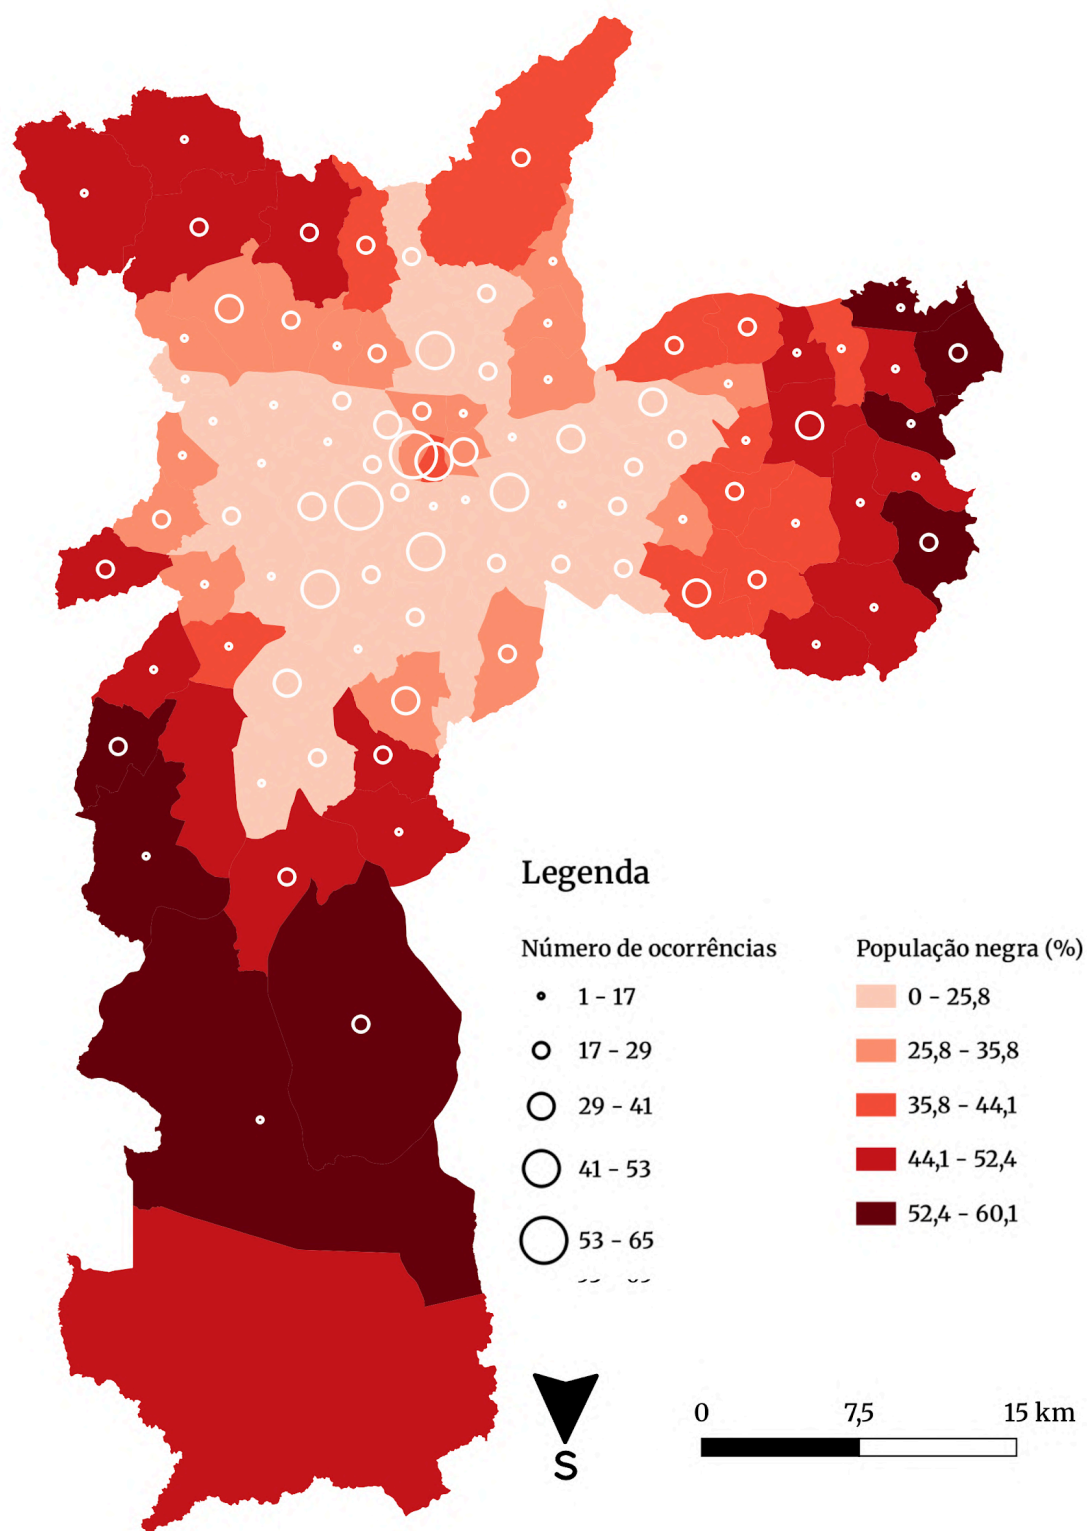 Legenda
Número de ocorrências
1 - 17
17 - 29
29 - 41
41 - 53
53 - 65
População negra (%)
0 - 25,8
25,8 - 35,8
35,8 - 44,1
44,1 - 52,4
52,4 - 60,1
S
0 7,5 15 km